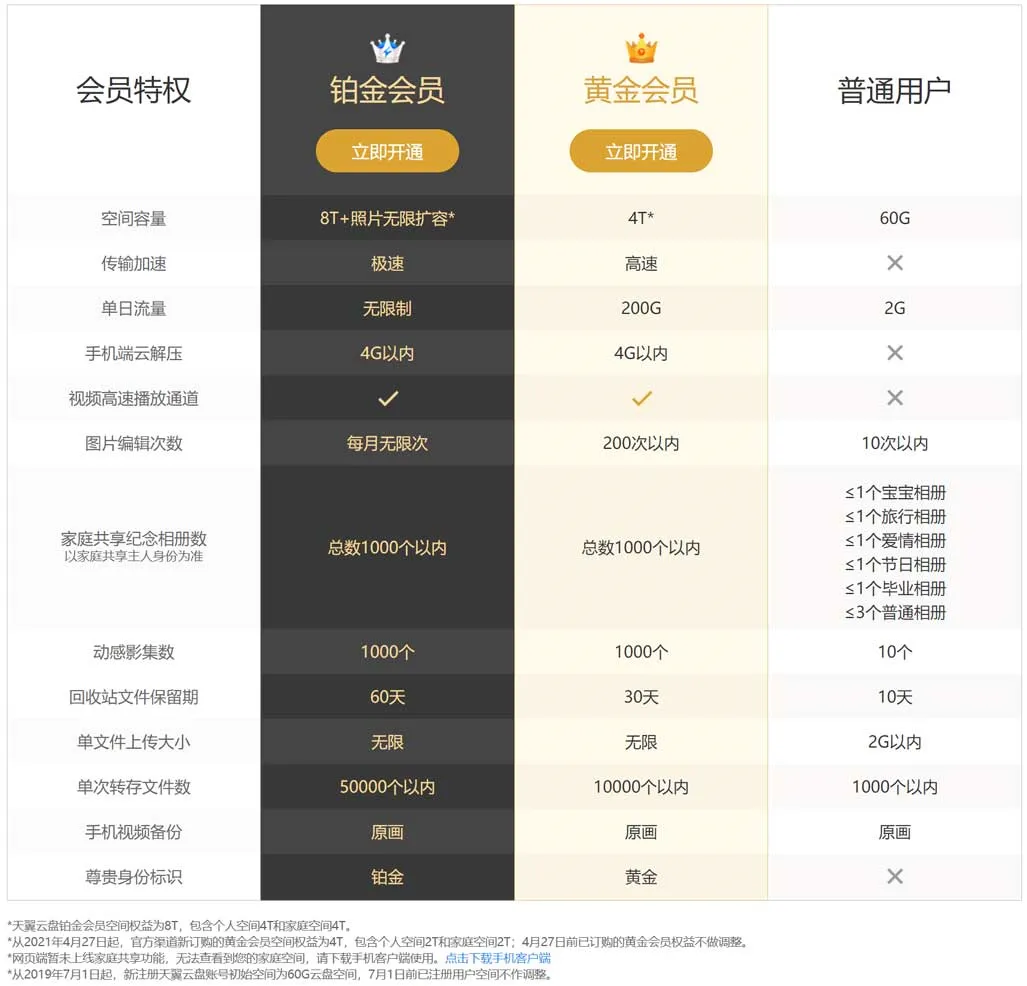 会员特权 铂金会员 黄金会员 普通用户
立即开通 立即开通
空间容量 8T+照片无限扩容* 4T* 60G
传输加速 极速 高速
单日流量 无限制 200G 2G
手机端云解压 4G以内 4G以内
视频高速播放通道
图片编辑次数 每月无限次 200次以内 10次以内
≤1个宝宝相册
≤1个旅行相册
家庭共享纪念相册数 总数1000个以内 总数1000个以内 ≤1个爱情相册
以家庭共享主人身份为准 ≤1个节日相册
≤1个毕业相册
≤3个普通相册
动感影集数 1000个 1000个 10个
回收站文件保留期 60天 30天 10天
单文件上传大小 无限 无限 2G以内
单次转存文件数 50000个以内 10000个以内 1000个以内
手机视频备份 原画 原画 原画
尊贵身份标识 铂金 黄金
*天翼云盘铂金会员空间权益为8T，包含个人空间4T和家庭空间4T。
*从2021年4月27日起，官方渠道新订购的黄金会员空间权益为4T，包含个人空间2T和家庭空间2T；4月27日前已订购的黄金会员权益不做调整。
*网页端暂未上线家庭共享功能，无法查看到您的家庭空间，请下载手机客户端使用。点击下载手机客户端
*从2019年7月1日起，新注册天翼云盘账号初始空间为60G云盘空间，7月1日前已注册用户空间不作调整。